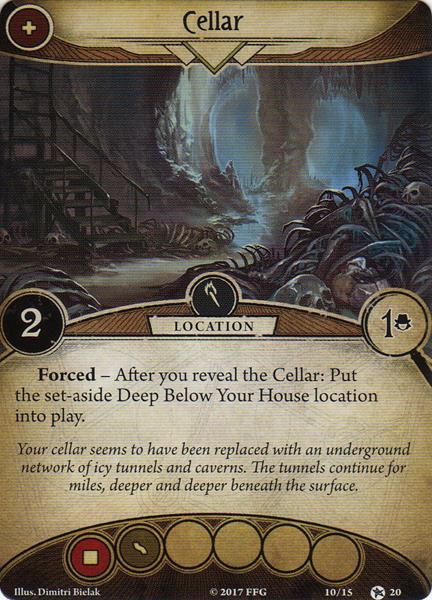 Cellar
2
LOCATION
1
Forced – After you reveal the Cellar: Put
the set-aside Deep Below Your House location
into play.
Your cellar seems to have been replaced with an underground
network of icy tunnels and caverns. The tunnels continue for
miles, deeper and deeper beneath the surface.
Illus. Dimitri Bielak © 2017 FFG 10/15 20